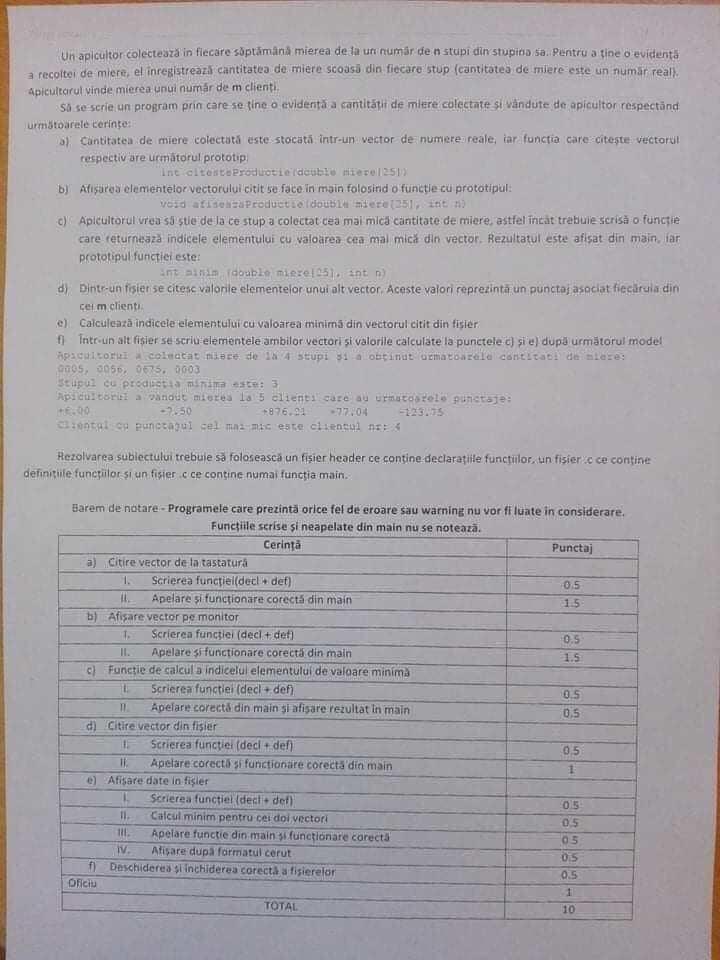 Un apicultor colectează în fiecare săptămână mierea de la un număr de n stupi din stupina sa. Pentru a ține o evidență
a recoltei de miere, el înregistrează cantitatea de miere scoasă din fiecare stup (cantitatea de miere este un număr real).
Apicultorul vinde mierea unui număr de m clienți.
Să se scrie un program prin care se ține o evidență a cantității de miere colectate și vândute de apicultor respectând
următoarele cerințe:
a) Cantitatea de miere colectată este stocată într-un vector de numere reale, iar funcția care citește vectorul
respectiv are următorul prototip:
int citesteProductie(double miere[25])
b) Afișarea elementelor vectorului citit se face în main folosind o funcție cu prototipul:
void afiseazaProductie(double miere[25], int n)
c) Apicultorul vrea să știe de la ce stup a colectat cea mai mică cantitate de miere, astfel încât trebuie scrisă o funcție
care returnează indicele elementului cu valoarea cea mai mică din vector. Rezultatul este afișat din main, iar
prototipul funcției este:
int minim (double miere[25], int n)
d) Dintr-un fișier se citesc valorile elementelor unui alt vector. Aceste valori reprezintă un punctaj asociat fiecăruia din
cei m clienți.
e) Calculează indicele elementului cu valoarea minimă din vectorul citit din fișier
f) Într-un alt fișier se scriu elementele ambilor vectori și valorile calculate la punctele c) și e) după următorul model
Apicultorul a colectat miere de la 4 stupi și a obtinut urmatoarele cantitati de miere:
0005, 0056, 0675, 0003
Stupul cu producția minima este: 3
Apicultorul a vandut mierea la 5 clienti care au urmatoarele punctaje:
+6.00 +7.50 +876.21 +77.04 -123.75
Clientul cu punctajul cel mai mic este clientul nr: 4
Rezolvarea subiectului trebuie să folosească un fișier header ce conține declarațiile funcțiilor, un fișier .c ce conține
definițiile funcțiilor și un fișier .c ce conține numai funcția main.
Barem de notare - Programele care prezintă orice fel de eroare sau warning nu vor fi luate în considerare.
Funcțiile scrise și neapelate din main nu se notează.
Cerință Punctaj
a) Citire vector de la tastatură
I. Scrierea funcției(decl + def) 0.5
II. Apelare și funcționare corectă din main 1.5
b) Afișare vector pe monitor
I. Scrierea funcției (decl + def) 0.5
II. Apelare și funcționare corectă din main 1.5
c) Funcție de calcul a indicelui elementului de valoare minimă
I. Scrierea funcției (decl + def) 0.5
II. Apelare corectă din main și afișare rezultat în main 0.5
d) Citire vector din fișier
I. Scrierea funcției (decl + def) 0.5
II. Apelare corectă și funcționare corectă din main 1
e) Afișare date in fișier
I. Scrierea funcției (decl + def) 0.5
II. Calcul minim pentru cei doi vectori 0.5
III. Apelare funcție din main și funcționare corectă 0.5
IV. Afișare după formatul cerut 0.5
f) Deschiderea și închiderea corectă a fișierelor 0.5
Oficiu 1
TOTAL 10